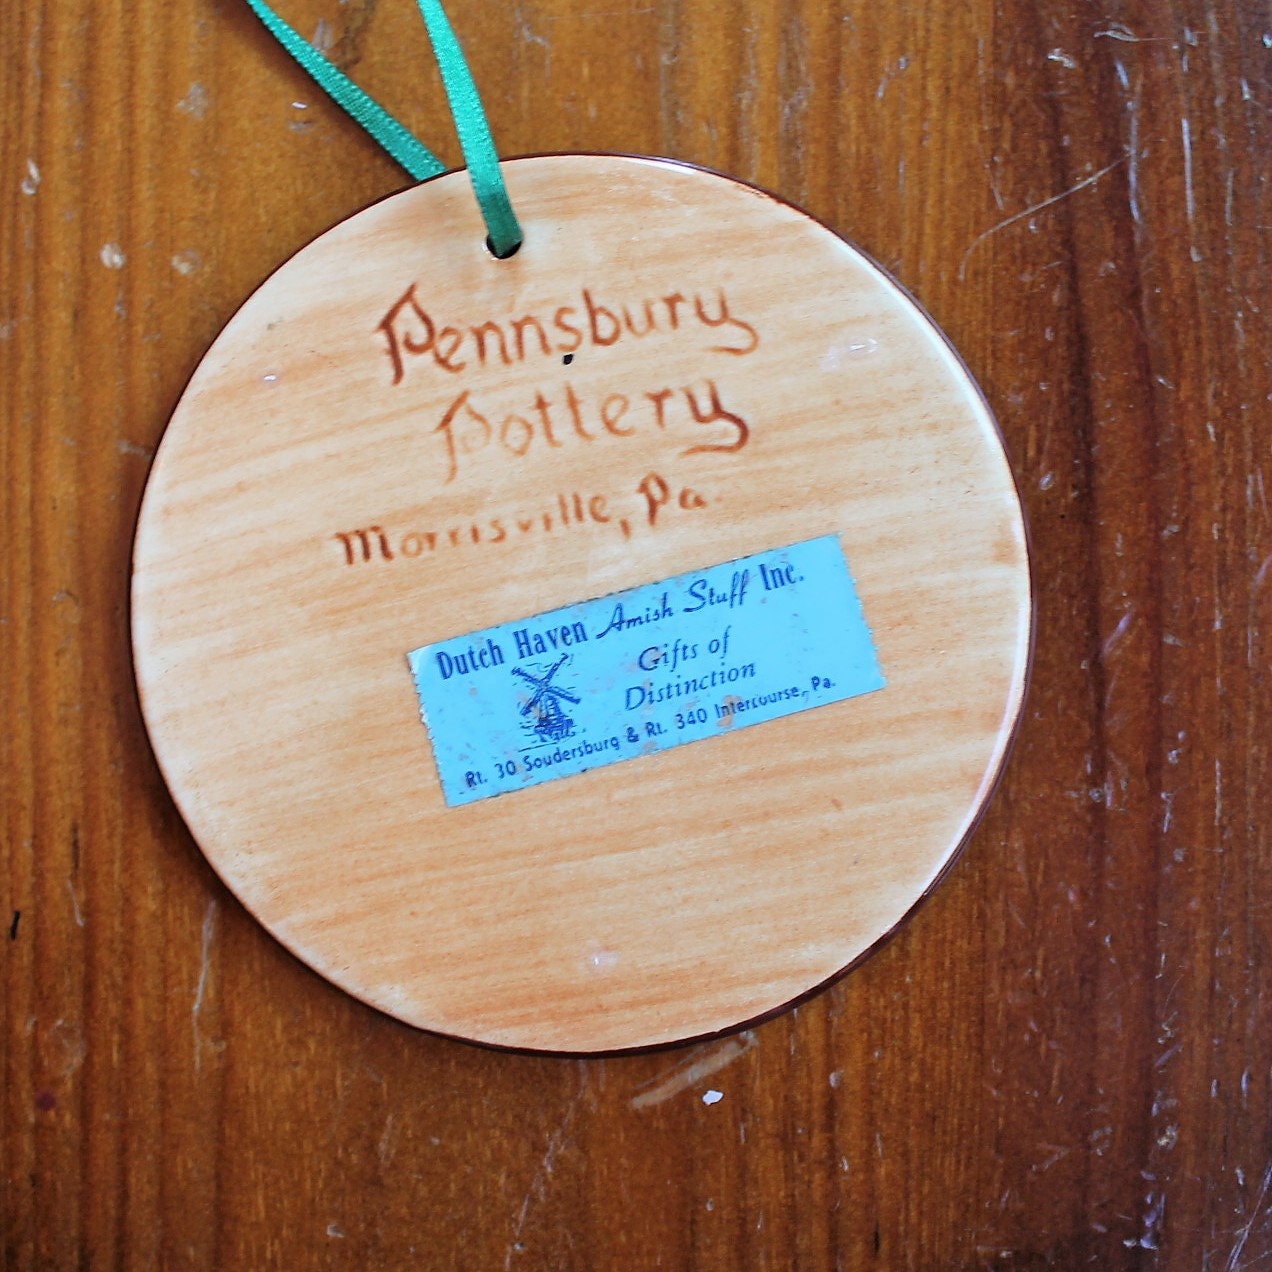 Pennsbury
Pottery
Morrisville, Pa.
Dutch Haven Amish Stuff Inc.
Gifts of
Distinction
Rt. 30 Soudersburg & Rt. 340 Intercourse, Pa.